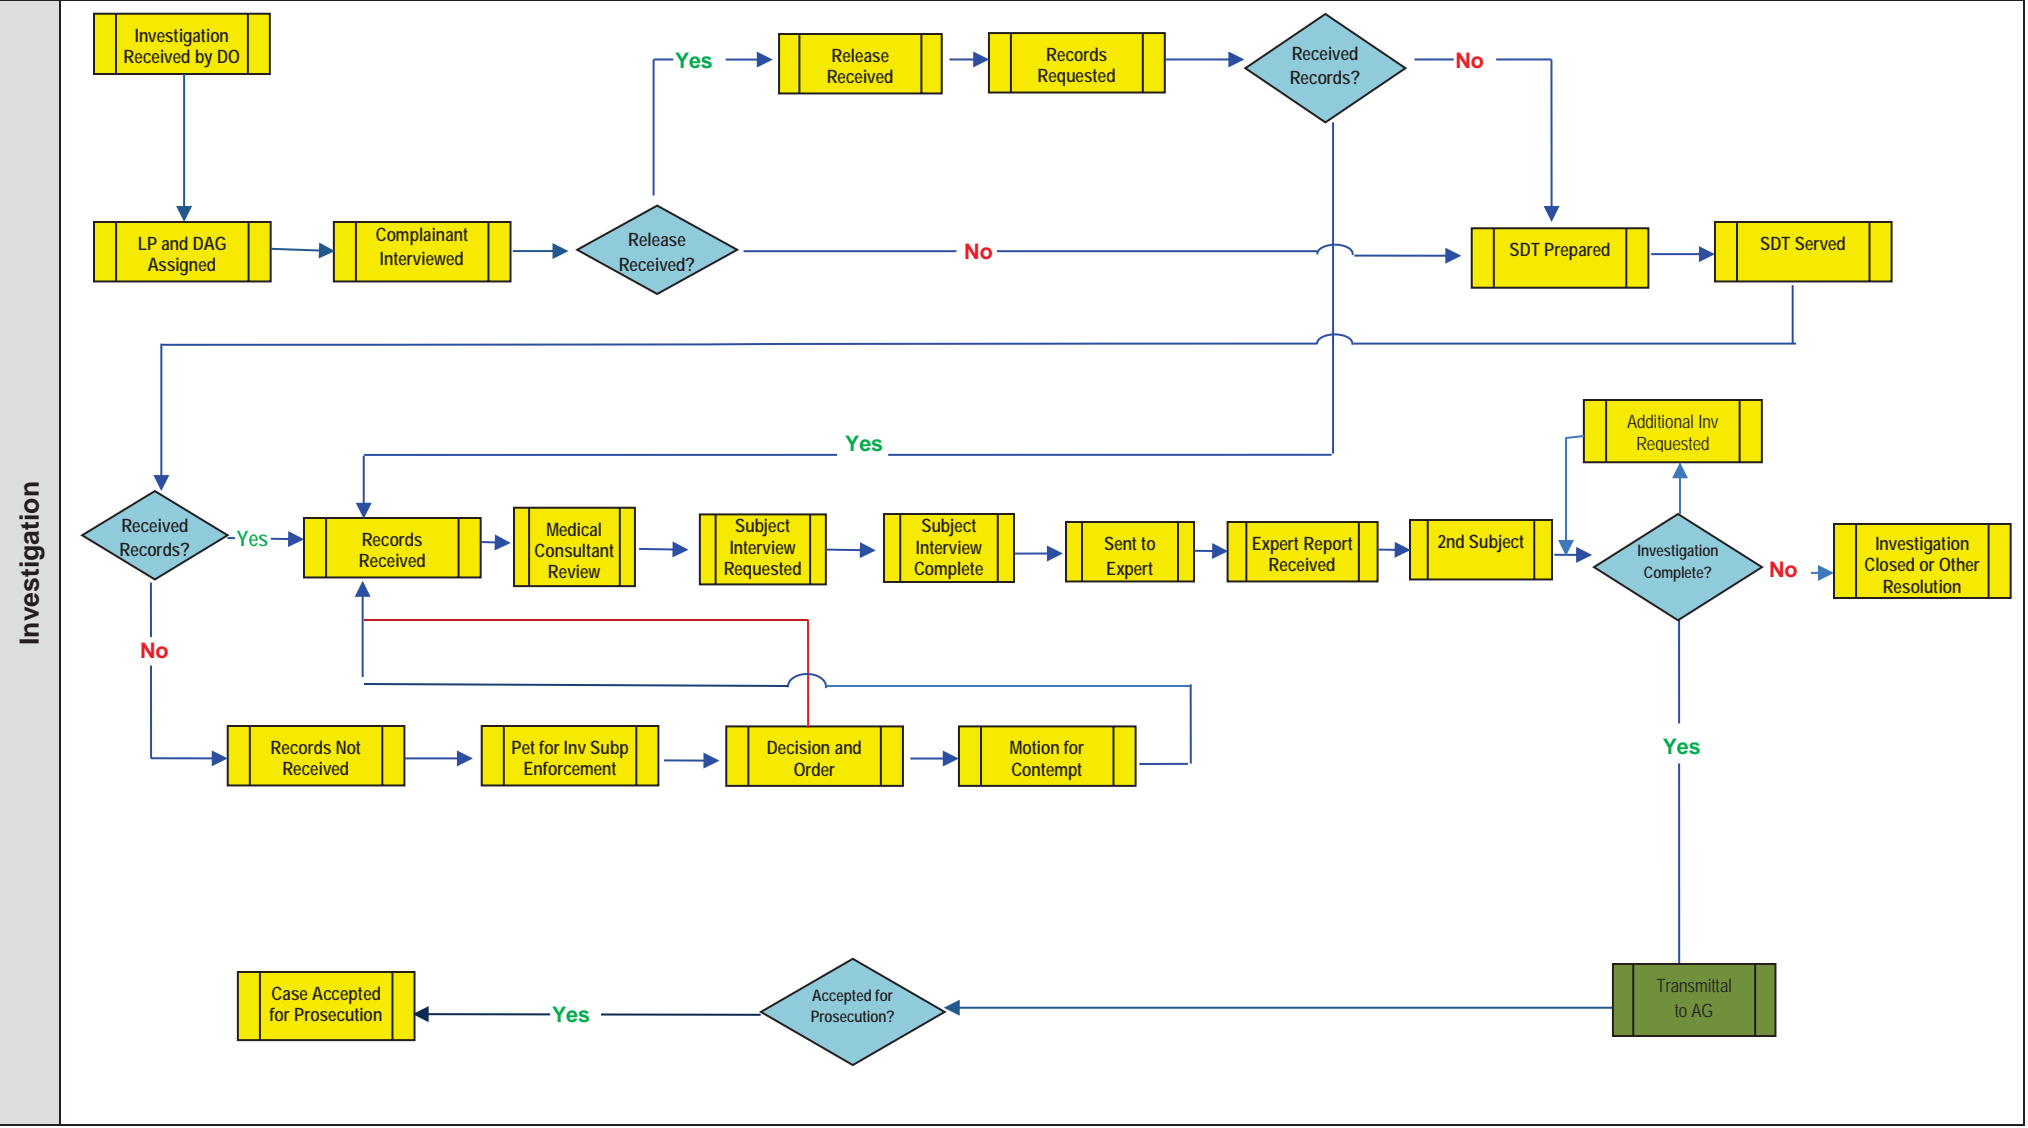 Investigation
Investigation
Received by DO
Yes
Release
Received
Records
Requested
Received
Records?
No
LP and DAG
Assigned
Complainant
Interviewed
Release
Received?
No
SDT Prepared
SDT Served
Yes
Additional Inv
Requested
Received
Records?
Yes
Records
Received
Medical
Consultant
Review
Subject
Interview
Requested
Subject
Interview
Complete
Sent to
Expert
Expert Report
Received
2nd Subject
Investigation
Complete?
No
Investigation
Closed or Other
Resolution
No
Records Not
Received
Pet for Inv Subp
Enforcement
Decision and
Order
Motion for
Contempt
Yes
Case Accepted
for Prosecution
Yes
Accepted for
Prosecution?
Transmittal
to AG